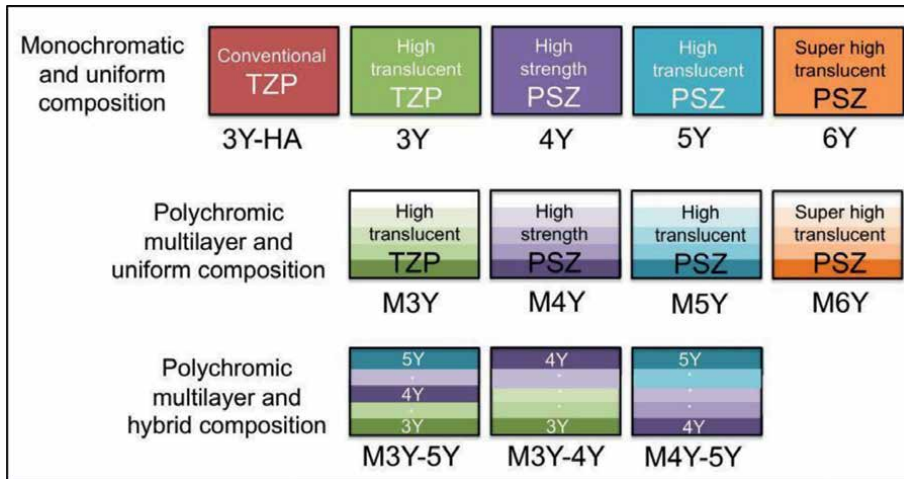 Monochromatic
and uniform
composition
Conventional
TZP
High
translucent
TZP
High
strength
PSZ
High
translucent
PSZ
Super high
translucent
PSZ
3Y-HA
3Y
4Y
5Y
6Y
Polychromic
multilayer and
uniform composition
High
translucent
TZP
High
strength
PSZ
High
translucent
PSZ
Super high
translucent
PSZ
M3Y
M4Y
M5Y
M6Y
Polychromic
multilayer and
hybrid composition
5Y
4Y
3Y
4Y
3Y
5Y
4Y
M3Y-5Y
M3Y-4Y
M4Y-5Y